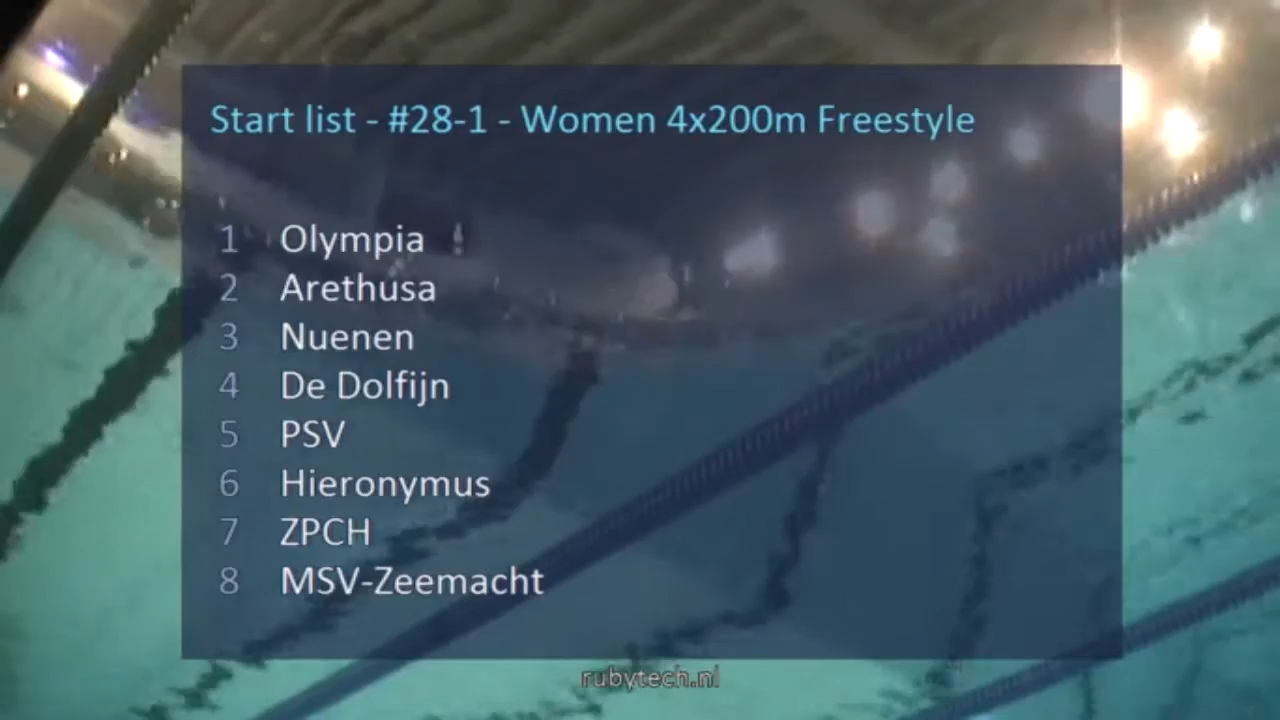 Start list - #28-1 - Women 4x200m Freestyle
1 Olympia
2 Arethusa
3 Nuenen
4 De Dolfijn
5 PSV
6 Hieronymus
7 ZPCH
8 MSV-Zeemacht
rubytech.nl